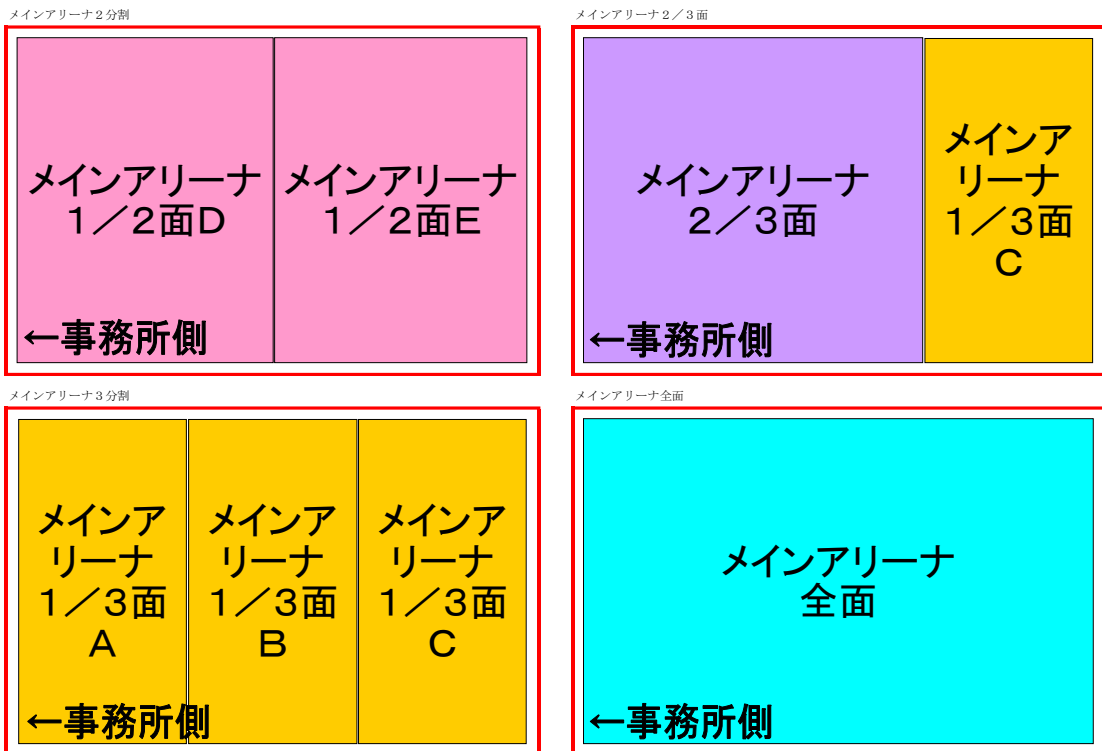 メインアリーナ２分割
メインアリーナ
１／２面D
メインアリーナ
１／２面E
←事務所側
メインアリーナ２／３面
メインアリーナ
２／３面
メインア
リーナ
１／３面
C
←事務所側
メインアリーナ３分割
メインア
リーナ
１／３面
A
メインア
リーナ
１／３面
B
メインア
リーナ
１／３面
C
←事務所側
メインアリーナ全面
メインアリーナ
全面
←事務所側